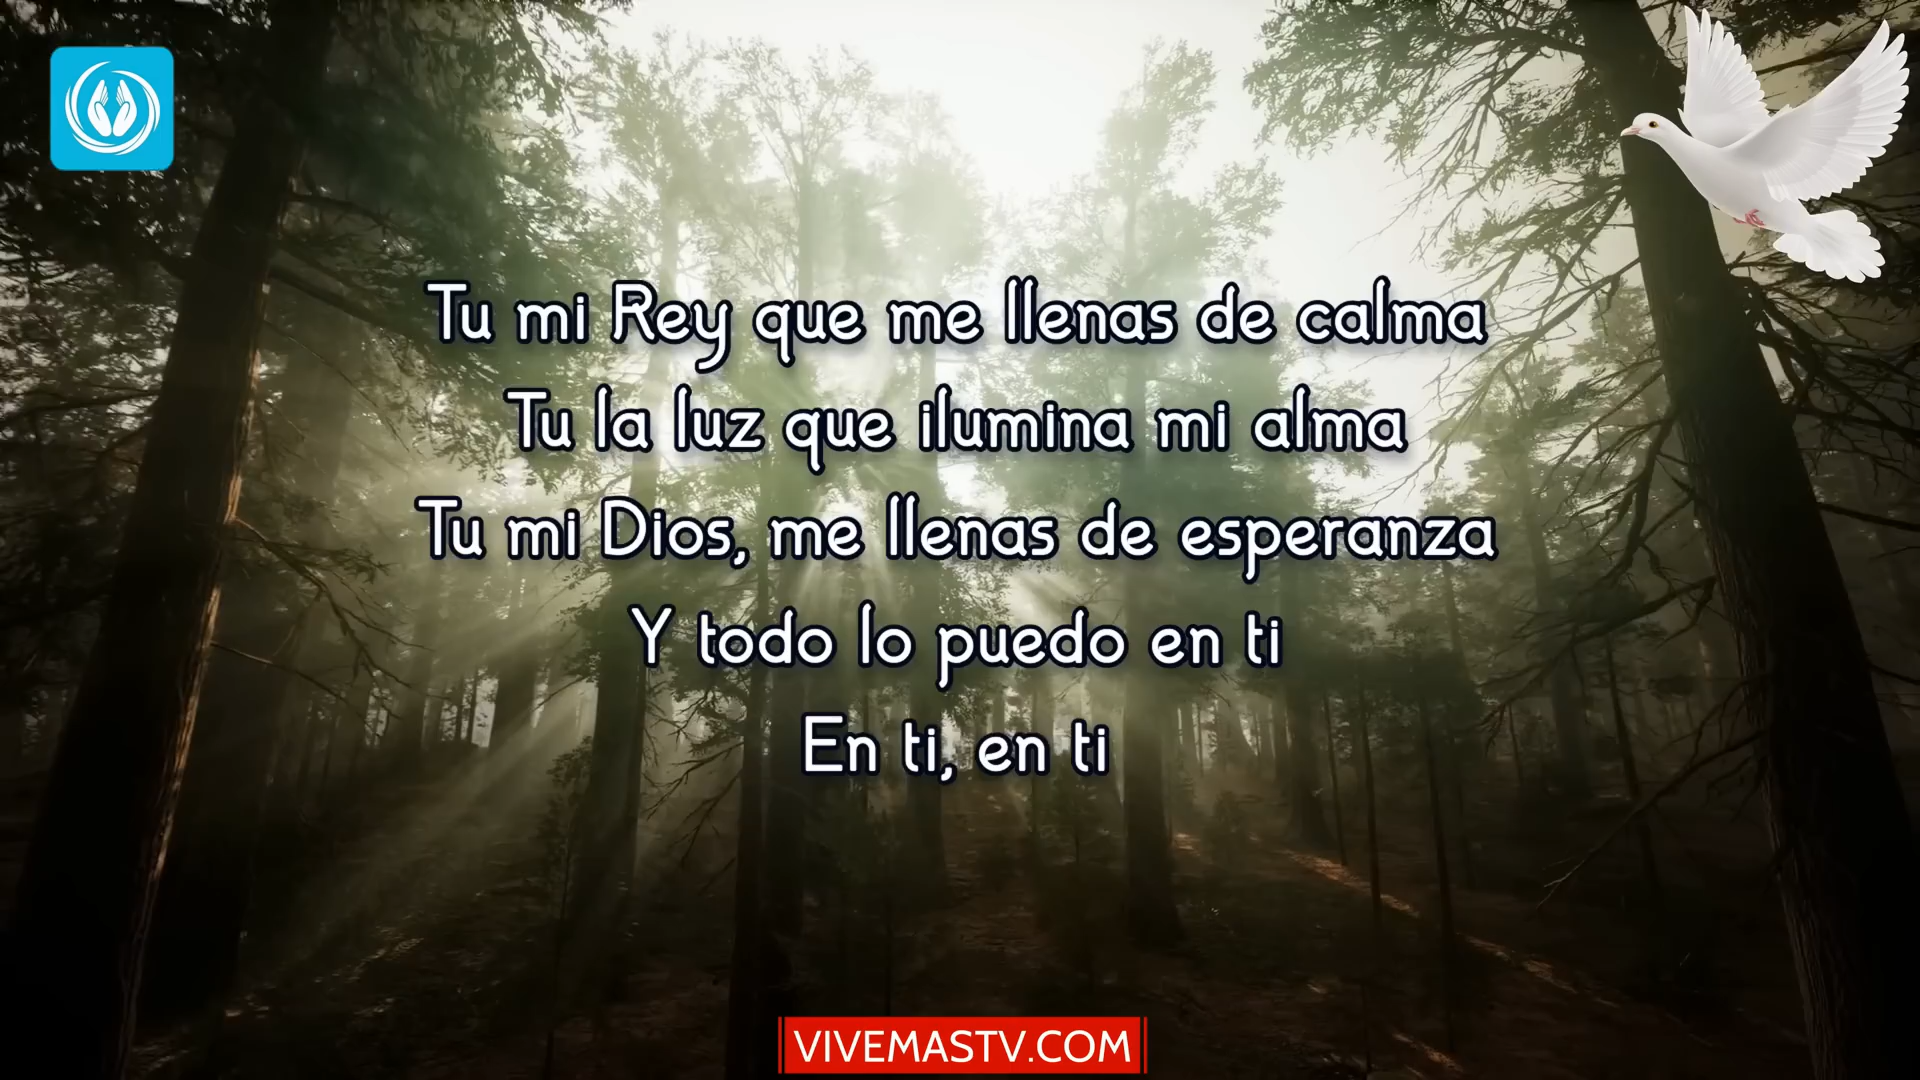 Tu mi Rey que me llenas de calma
Tu la luz que ilumina mi alma
Tu mi Dios, me llenas de esperanza
Y todo lo puedo en ti
En ti, en ti
VIVEMASTV.COM